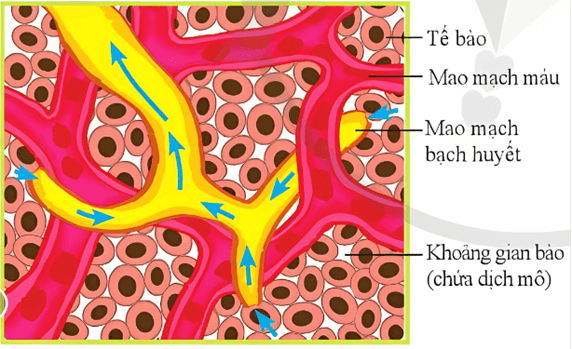 Tế bào
Mao mạch máu
Mao mạch
bạch huyết
Khoảng gian bào
(chứa dịch mô)